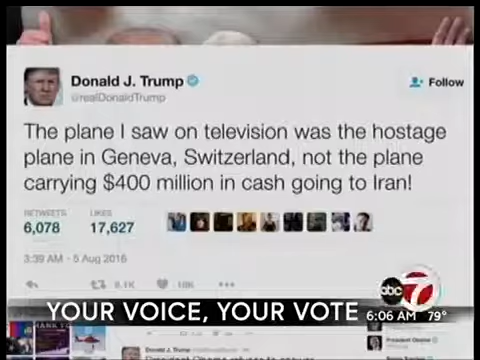 Donald J. Trump
@realDonaldTrump
Follow
The plane I saw on television was the hostage
plane in Geneva, Switzerland, not the plane
carrying $400 million in cash going to Iran!
RETWEETS LIKES
6,078 17,627
3:39 AM - 5 Aug 2016
YOUR VOICE, YOUR VOTE
abc 7
6:06 AM 79°
Donald J. Trump